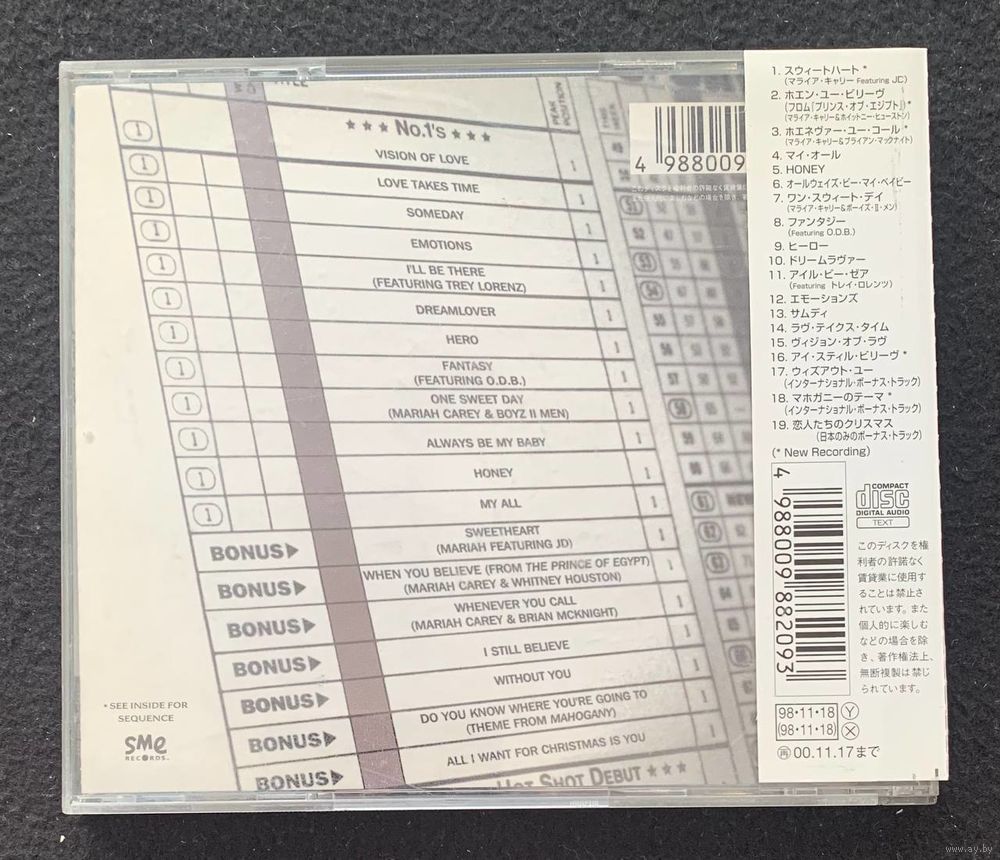 TITLE
PEAK POSITION
★ ★ ★ No.1's ★ ★ ★
1 VISION OF LOVE 1
1 LOVE TAKES TIME
1 SOMEDAY 1
1 EMOTIONS 1
1 I'LL BE THERE
(FEATURING TREY LORENZ) 1
1 DREAMLOVER 1
1 HERO 1
1 FANTASY
(FEATURING O.D.B.) 1
1 ONE SWEET DAY
(MARIAH CAREY & BOYZ II MEN) 1
1 ALWAYS BE MY BABY 1
1 HONEY 1
1 MY ALL 1
BONUS▶ SWEETHEART
(MARIAH FEATURING JD) 1
BONUS▶ WHEN YOU BELIEVE (FROM THE PRINCE OF EGYPT)
(MARIAH CAREY & WHITNEY HOUSTON) 1
BONUS▶ WHENEVER YOU CALL
(MARIAH CAREY & BRIAN MCKNIGHT) 1
BONUS▶ I STILL BELIEVE 1
BONUS▶ WITHOUT YOU 1
BONUS▶ DO YOU KNOW WHERE YOU'RE GOING TO
(THEME FROM MAHOGANY) 1
BONUS▶ ALL I WANT FOR CHRISTMAS IS YOU 1
HOT SHOT DEBUT ★ ★ ★
* SEE INSIDE FOR
SEQUENCE
SMe
RECORDS
4 988009
1. スウィートハート *
(マライア・キャリー Featuring JD)
2. ホエン・ユー・ビリーヴ
(フロム「プリンス・オブ・エジプト」)*
(マライア・キャリー&ホイットニー・ヒューストン)
3. ホエネヴァー・ユー・コール *
(マライア・キャリー&ブライアン・マックナイト)
4. マイ・オール
5. HONEY
6. オールウェイズ・ビー・マイ・ベイビー
7. ワン・スウィート・デイ
(マライア・キャリー&ボーイズ・II・メン)
8. ファンタジー
(Featuring O.D.B.)
9. ヒーロー
10. ドリームラヴァー
11. アイル・ビー・ゼア
(Featuring トレイ・ロレンツ)
12. エモーションズ
13. サムディ
14. ラヴ・テイクス・タイム
15. ヴィジョン・オブ・ラヴ
16. アイ・スティル・ビリーヴ *
17. ウィズアウト・ユー
(インターナショナル・ボーナス・トラック)
18. マホガニーのテーマ *
(インターナショナル・ボーナス・トラック)
19. 恋人たちのクリスマス
(日本のみのボーナス・トラック)
(* New Recording)
4 988009 882093
COMPACT
disc
DIGITAL AUDIO
TEXT
このディスクを権
利者の許諾なく
賃貸業に使用す
ることは禁止さ
れています。また
個人的に楽しむ
などの場合を除
き、著作権法上、
無断複製は禁じ
られています。
98・11・18 Y
(98・11・18) X
再 00.11.17まで
www.ay.by